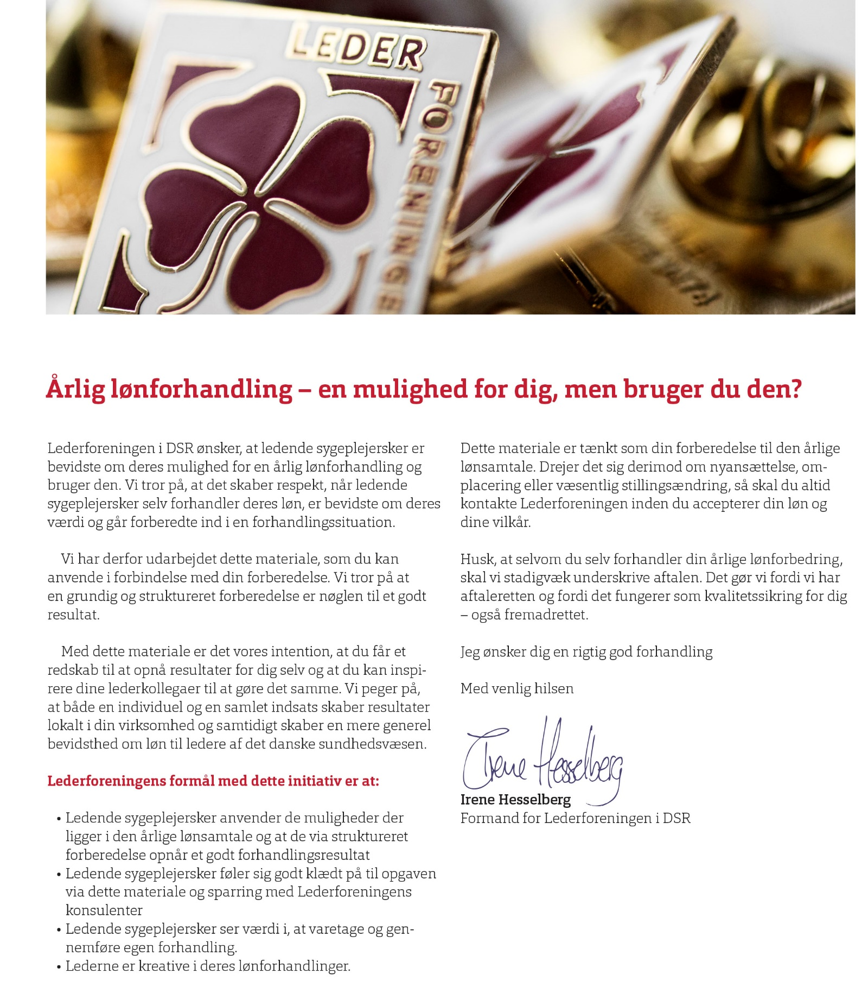 LEDER
FORENINGS
Årlig lønforhandling – en mulighed for dig, men bruger du den?
Lederforeningen i DSR ønsker, at ledende sygeplejersker er
bevidste om deres mulighed for en årlig lønforhandling og
bruger den. Vi tror på, at det skaber respekt, når ledende
sygeplejersker selv forhandler deres løn, er bevidste om deres
værdi og går forberedte ind i en forhandlingssituation.
Vi har derfor udarbejdet dette materiale, som du kan
anvende i forbindelse med din forberedelse. Vi tror på at
en grundig og struktureret forberedelse er nøglen til et godt
resultat.
Med dette materiale er det vores intention, at du får et
redskab til at opnå resultater for dig selv og at du kan inspi-
rere dine lederkollegaer til at gøre det samme. Vi peger på,
at både en individuel og en samlet indsats skaber resultater
lokalt i din virksomhed og samtidigt skaber en mere generel
bevidsthed om løn til ledere af det danske sundhedsvæsen.
Lederforeningens formål med dette initiativ er at:
• Ledende sygeplejersker anvender de muligheder der
ligger i den årlige lønsamtale og at de via struktureret
forberedelse opnår et godt forhandlingsresultat
• Ledende sygeplejersker føler sig godt klædt på til opgaven
via dette materiale og sparring med Lederforeningens
konsulenter
• Ledende sygeplejersker ser værdi i, at varetage og gen-
nemføre egen forhandling.
• Lederne er kreative i deres lønforhandlinger.
Dette materiale er tænkt som din forberedelse til den årlige
lønsamtale. Drejer det sig derimod om nyansættelse, om-
placering eller væsentlig stillingsændring, så skal du altid
kontakte Lederforeningen inden du accepterer din løn og
dine vilkår.
Husk, at selvom du selv forhandler din årlige lønforbedring,
skal vi stadigvæk underskrive aftalen. Det gør vi fordi vi har
aftaleretten og fordi det fungerer som kvalitetssikring for dig
– også fremadrettet.
Jeg ønsker dig en rigtig god forhandling
Med venlig hilsen
Irene Hesselberg
Irene Hesselberg
Formand for Lederforeningen i DSR